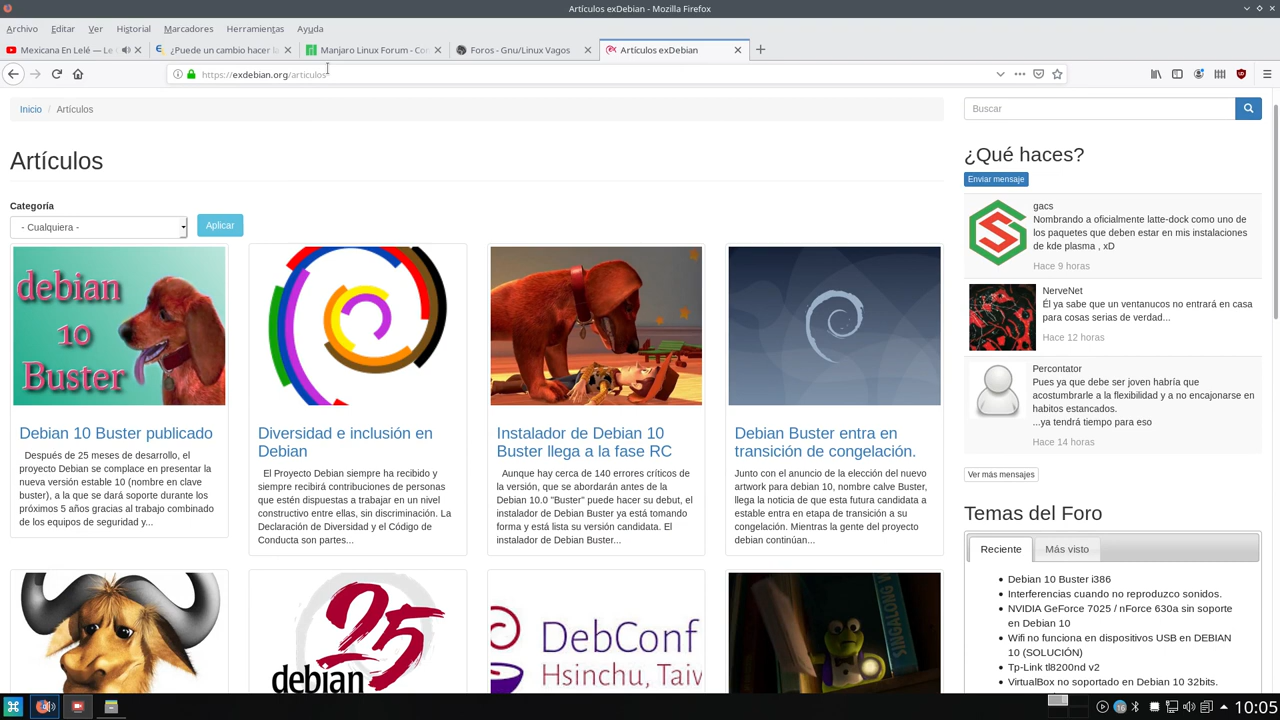 Artículos exDebian - Mozilla Firefox
Archivo Editar Ver Historial Marcadores Herramientas Ayuda
Mexicana En Lelé — Le
¿Puede un cambio hacer la
Manjaro Linux Forum - Con
Foros - Gnu/Linux Vagos
Artículos exDebian
https://exdebian.org/articulos
Inicio / Artículos
Artículos
Categoría
- Cualquiera -
Aplicar
debian
10
Buster
Debian 10 Buster publicado
Después de 25 meses de desarrollo, el
proyecto Debian se complace en presentar la
nueva versión estable 10 (nombre en clave
buster), a la que se dará soporte durante los
próximos 5 años gracias al trabajo combinado
de los equipos de seguridad y...
Diversidad e inclusión en
Debian
El Proyecto Debian siempre ha recibido y
siempre recibirá contribuciones de personas
que estén dispuestas a trabajar en un nivel
constructivo entre ellas, sin discriminación. La
Declaración de Diversidad y el Código de
Conducta son partes...
Instalador de Debian 10
Buster llega a la fase RC
Aunque hay cerca de 140 errores críticos de
la versión, que se abordarán antes de la
Debian 10.0 "Buster" puede hacer su debut, el
instalador de Debian Buster ya está tomando
forma y está lista su versión candidata. El
instalador de Debian Buster...
Debian Buster entra en
transición de congelación.
Junto con el anuncio de la elección del nuevo
artwork para debian 10, nombre calve Buster,
llega la noticia de que esta futura candidata a
estable entra en etapa de transición a su
congelación. Mientras la gente del proyecto
debian continúan...
25
debian
DebConf
Hsinchu, Taiw
SINGALONG
Buscar
¿Qué haces?
Enviar mensaje
gacs
Nombrando a oficialmente latte-dock como uno de
los paquetes que deben estar en mis instalaciones
de kde plasma , xD
Hace 9 horas
NerveNet
Él ya sabe que un ventanucos no entrará en casa
para cosas serias de verdad...
Hace 12 horas
Percontator
Pues ya que debe ser joven habría que
acostumbrarle a la flexibilidad y a no encajonarse en
habitos estancados.
...ya tendrá tiempo para eso
Hace 14 horas
Ver más mensajes
Temas del Foro
Reciente Más visto
Debian 10 Buster i386
Interferencias cuando no reproduzco sonidos.
NVIDIA GeForce 7025 / nForce 630a sin soporte
en Debian 10
Wifi no funciona en dispositivos USB en DEBIAN
10 (SOLUCIÓN)
Tp-Link tl8200nd v2
VirtualBox no soportado en Debian 10 32bits.
10:05